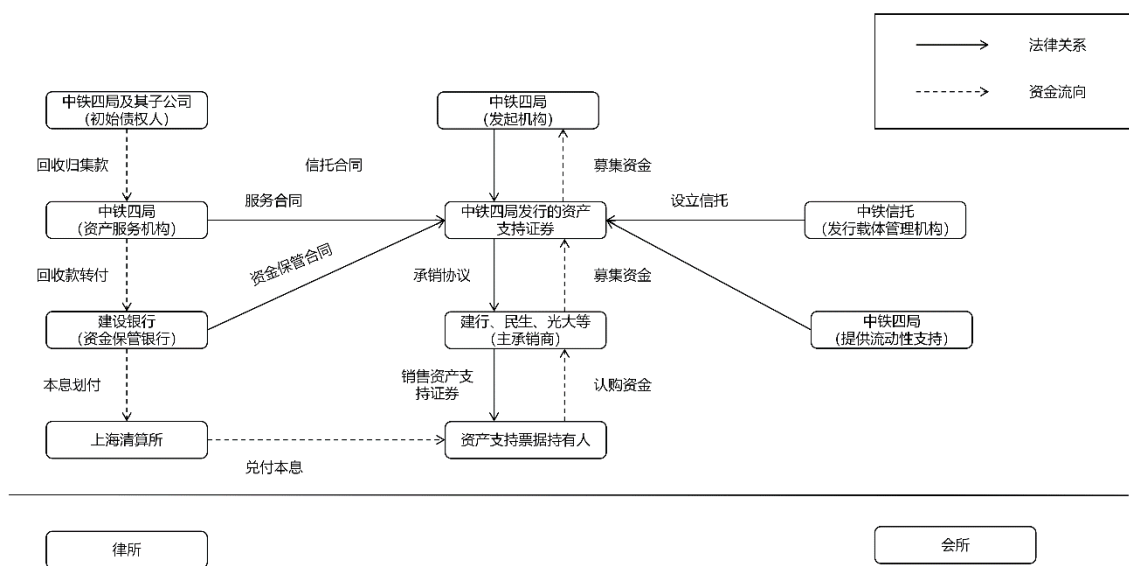 法律关系
资金流向
中铁四局及其子公司
(初始债权人)
中铁四局
(发起机构)
回收归集款
信托合同
募集资金
服务合同
设立信托
中铁四局
(资产服务机构)
中铁四局发行的资产
支持证券
中铁信托
(发行载体管理机构)
回收款转付
资金保管合同
承销协议
募集资金
建设银行
(资金保管银行)
建行、民生、光大等
(主承销商)
中铁四局
(提供流动性支持)
本息划付
销售资产支
持证券
认购资金
上海清算所
资产支持票据持有人
兑付本息
律所
会所